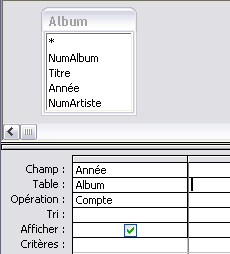 Album
*
NumAlbum
Titre
Année
NumArtiste
Champ : Année
Table : Album
Opération : Compte
Tri :
Afficher :
Critères :